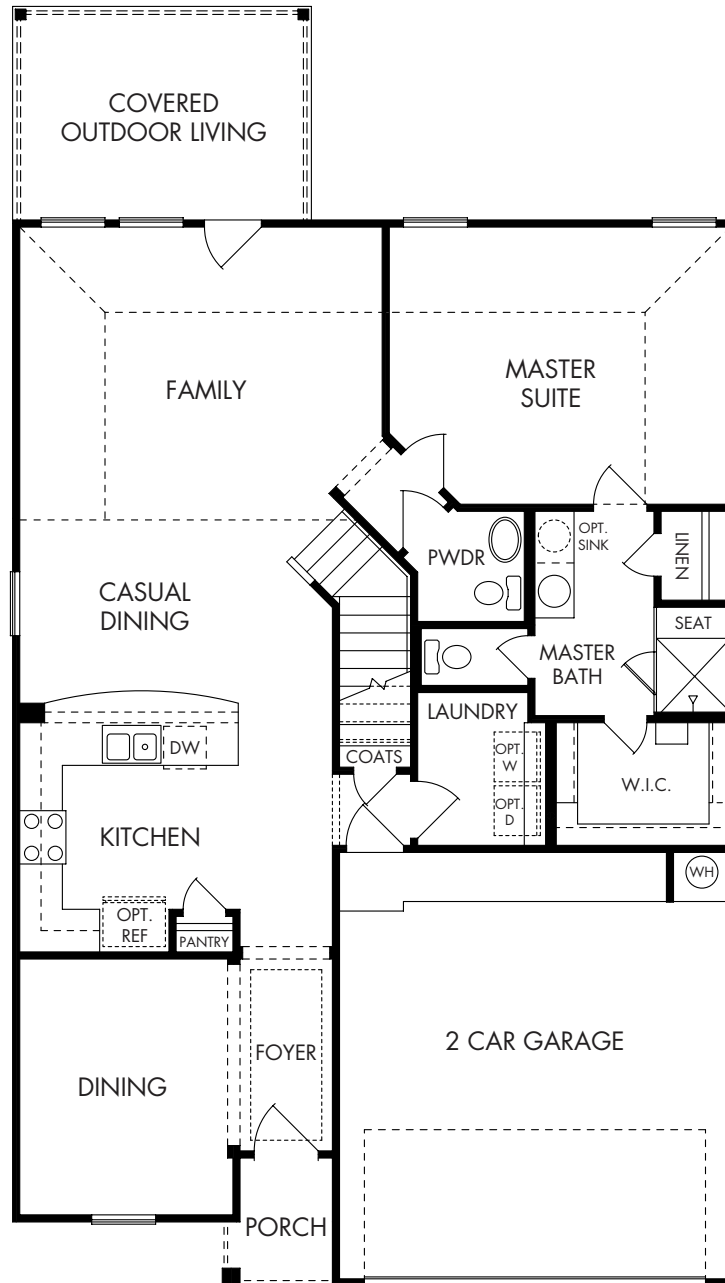 COVERED
OUTDOOR LIVING
FAMILY
MASTER
SUITE
OPT.
SINK
PWDR
LINEN
CASUAL
DINING
SEAT
MASTER
BATH
LAUNDRY
DW
OPT.
W
COATS
W.I.C.
OPT.
D
KITCHEN
WH
OPT.
REF
PANTRY
FOYER
2 CAR GARAGE
DINING
PORCH